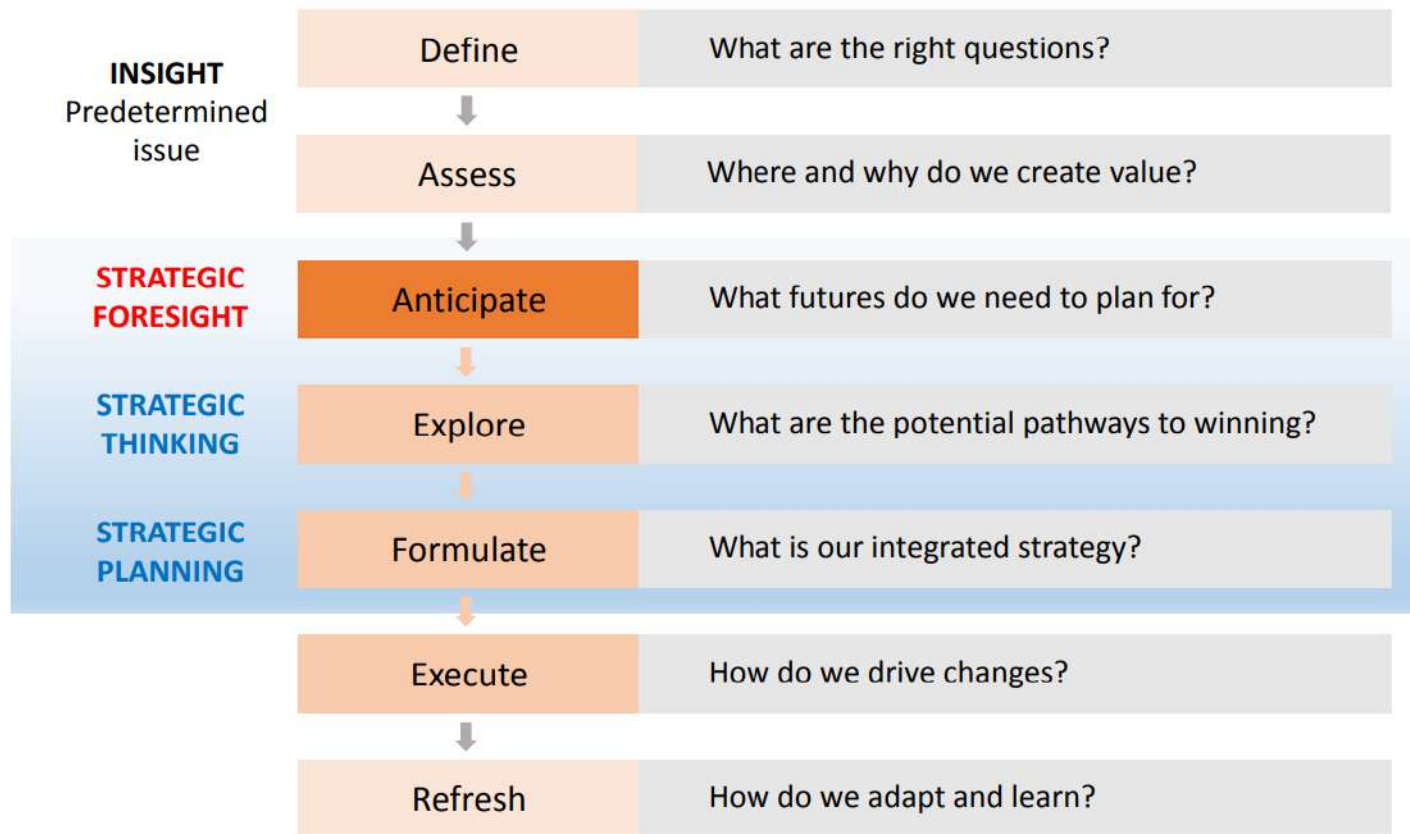 INSIGHT
Predetermined
issue
Define
What are the right questions?
Assess
Where and why do we create value?
STRATEGIC
FORESIGHT
Anticipate
What futures do we need to plan for?
STRATEGIC
THINKING
Explore
What are the potential pathways to winning?
STRATEGIC
PLANNING
Formulate
What is our integrated strategy?
Execute
How do we drive changes?
Refresh
How do we adapt and learn?